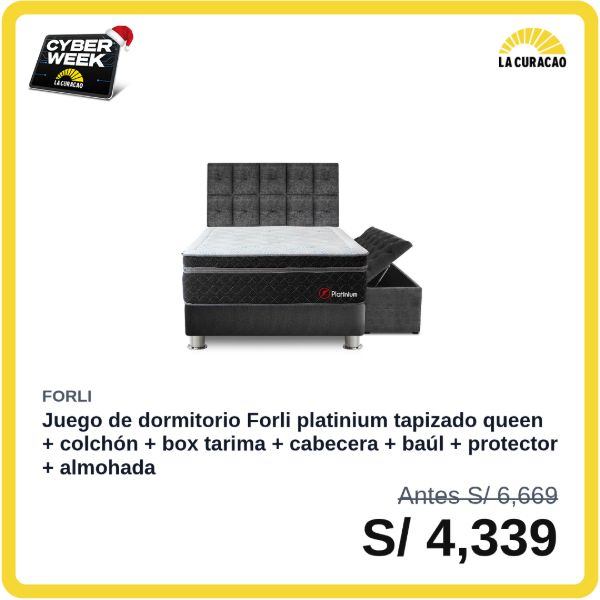 CYBER
WEEK
LA CURACAO
LA CURACAO
Platinium
FORLI
Juego de dormitorio Forli platinium tapizado queen
+ colchón + box tarima + cabecera + baúl + protector
+ almohada
Antes S/ 6,669
S/ 4,339